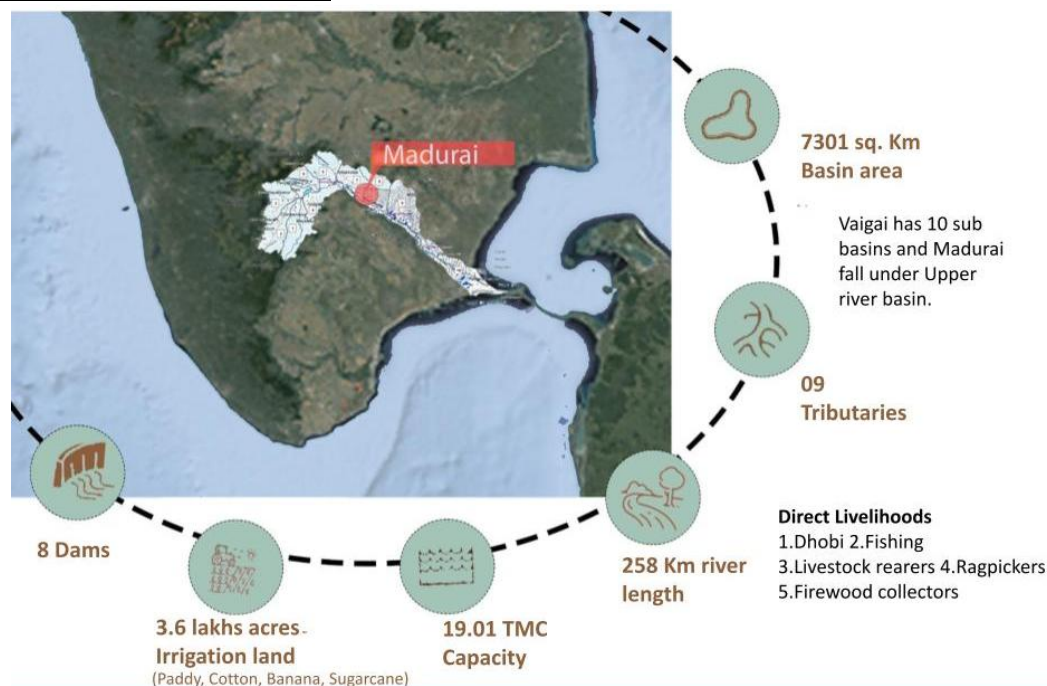 Madurai
7301 sq. Km
Basin area
Vaigai has 10 sub
basins and Madurai
fall under Upper
river basin.
09
Tributaries
Direct Livelihoods
1.Dhobi 2.Fishing
3.Livestock rearers 4.Ragpickers
5.Firewood collectors
258 Km river
length
19.01 TMC
Capacity
3.6 lakhs acres-
Irrigation land
(Paddy, Cotton, Banana, Sugarcane)
8 Dams